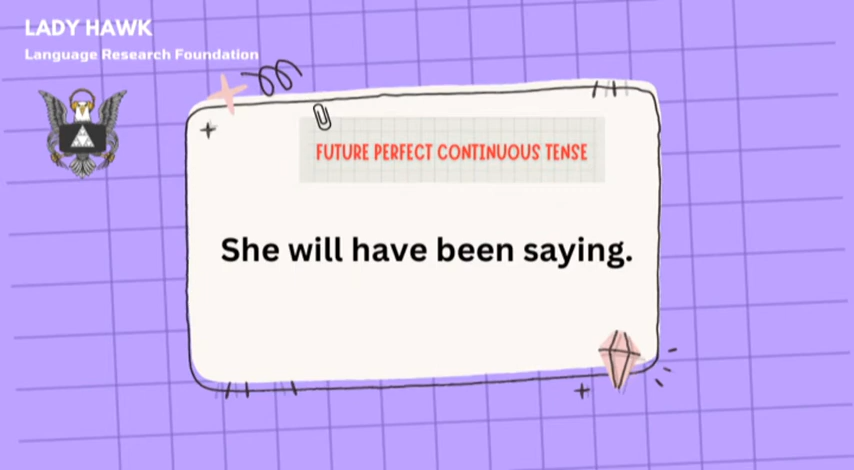 LADY HAWK
Language Research Foundation
FUTURE PERFECT CONTINUOUS TENSE
She will have been saying.